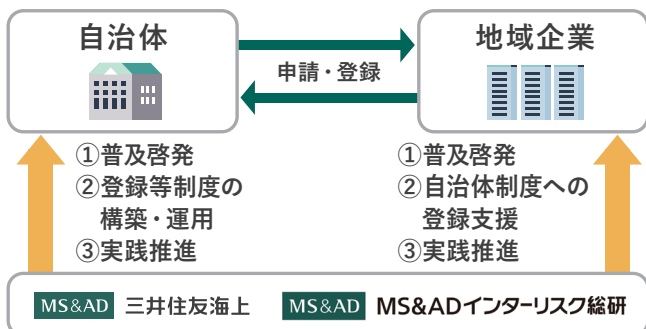 自治体
地域企業
申請・登録
①普及啓発
②登録等制度の
構築・運用
③実践推進
①普及啓発
②自治体制度への
登録支援
③実践推進
MS&AD 三井住友海上
MS&AD MS&ADインターリスク総研